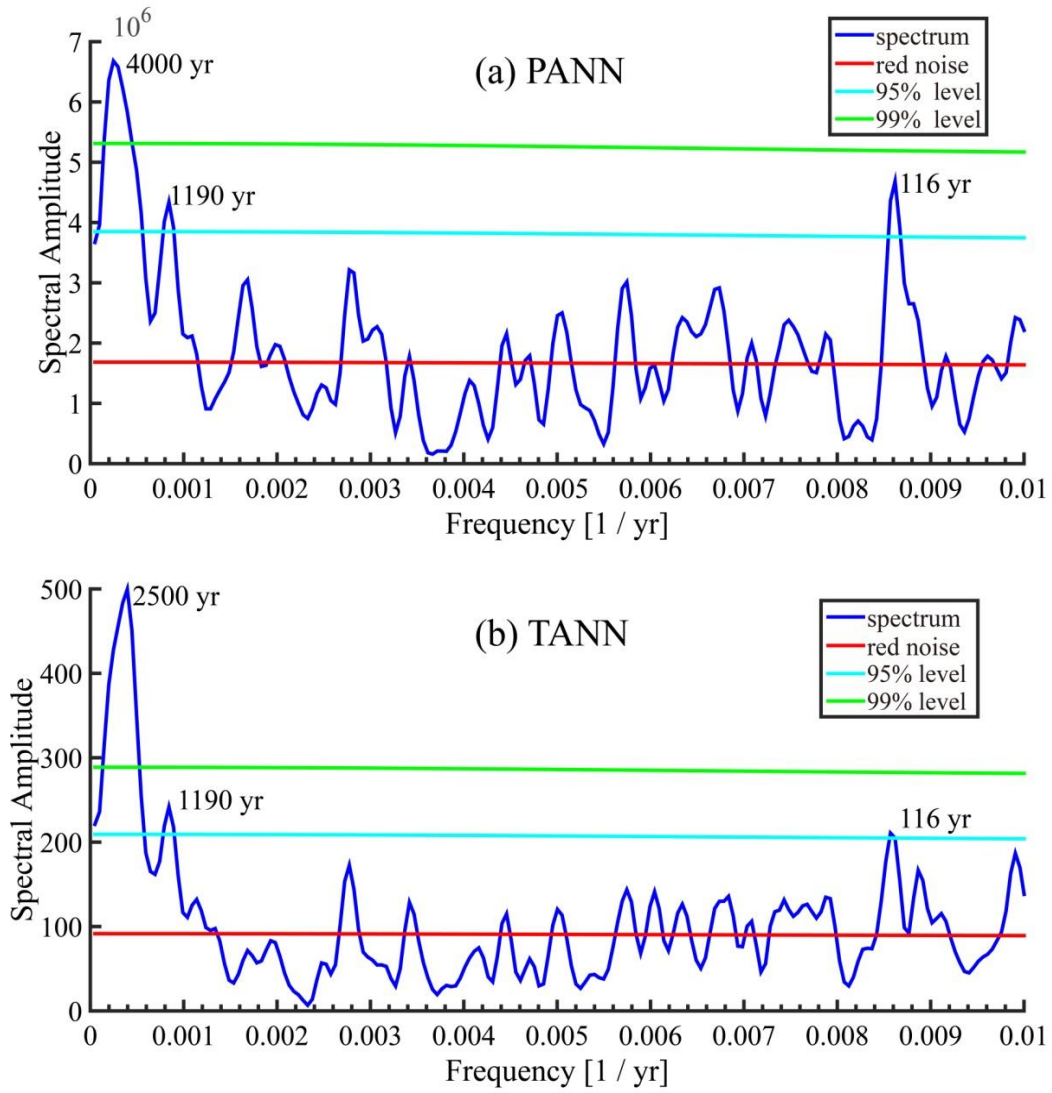 10⁶
7
4000 yr
(a) PANN
spectrum
red noise
95% level
99% level
6
5
1190 yr
116 yr
4
3
2
1
0
Spectral Amplitude
0 0.001 0.002 0.003 0.004 0.005 0.006 0.007 0.008 0.009 0.01
Frequency [1 / yr]
500
2500 yr
(b) TANN
spectrum
red noise
95% level
99% level
400
300
1190 yr
116 yr
200
100
0
Spectral Amplitude
0 0.001 0.002 0.003 0.004 0.005 0.006 0.007 0.008 0.009 0.01
Frequency [1 / yr]